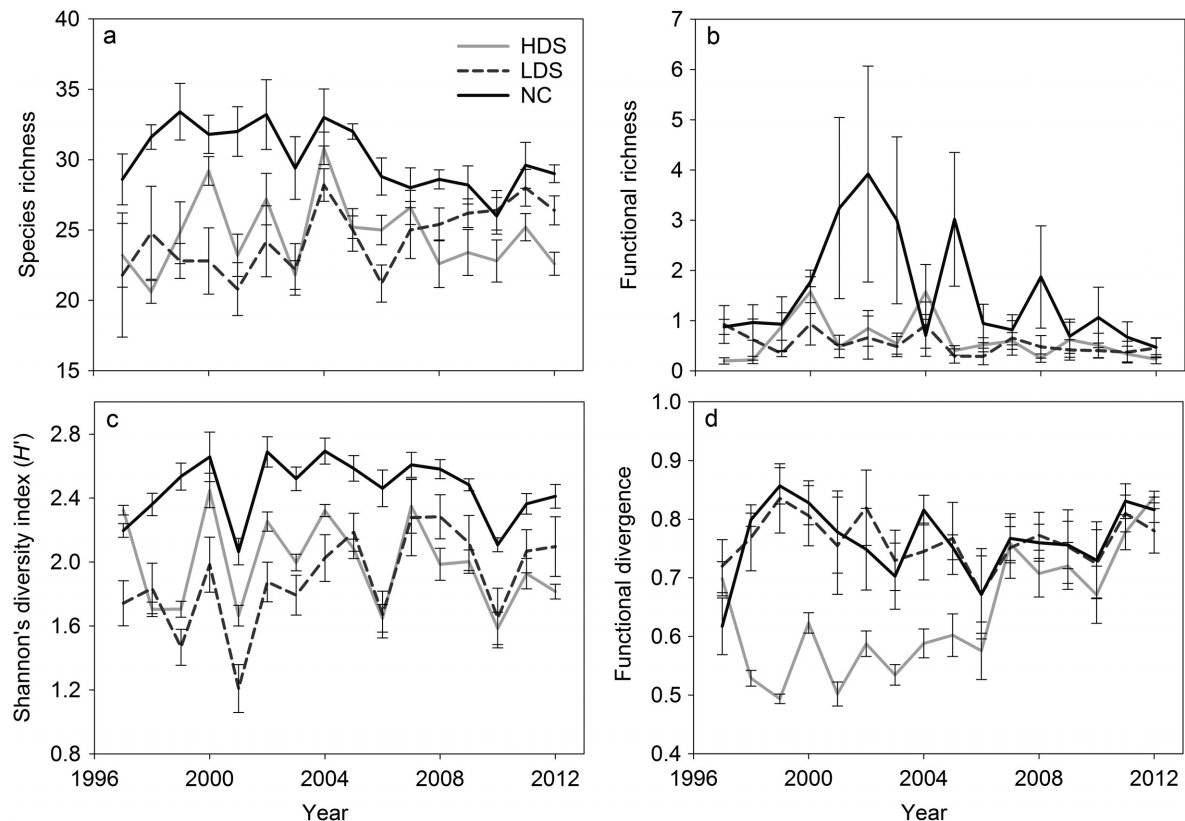 a
HDS
LDS
NC
Species richness
40
35
30
25
20
15
b
Functional richness
7
6
5
4
3
2
1
0
c
Shannon's diversity index (H')
2.8
2.4
2.0
1.6
1.2
0.8
1996 2000 2004 2008 2012
Year
d
Functional divergence
1.0
0.9
0.8
0.7
0.6
0.5
0.4
1996 2000 2004 2008 2012
Year